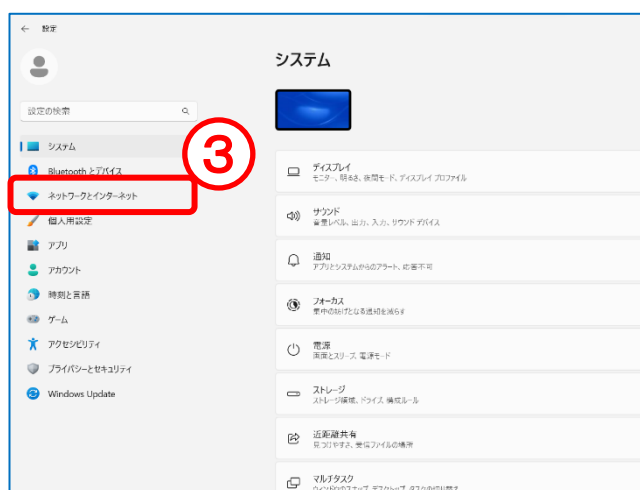 ← 設定
システム
設定の検索
システム
Bluetooth とデバイス
ネットワークとインターネット
個人用設定
アプリ
アカウント
時刻と言語
ゲーム
アクセシビリティ
プライバシーとセキュリティ
Windows Update
③
ディスプレイ
モニター、明るさ、夜間モード、ディスプレイ プロファイル
サウンド
音量レベル、出力、入力、サウンド デバイス
通知
アプリとシステムからのアラート、応答不可
フォーカス
集中の妨げとなる通知を減らす
電源
画面とスリープ、電源モード
ストレージ
ストレージ領域、ドライブ、構成ルール
近距離共有
見つけやすさ、受信ファイルの場所
マルチタスク